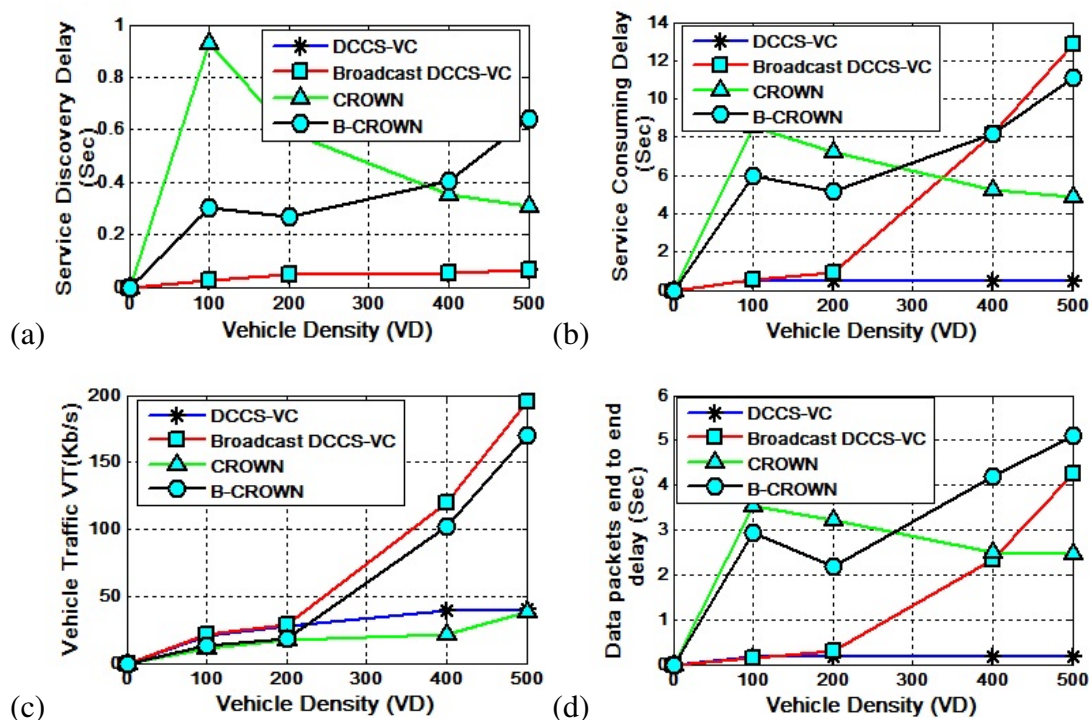 1
0.8
0.6
0.4
0.2
0
0 100 200 300 400 500
Service Discovery Delay
(Sec)
Vehicle Density (VD)
DCCS-VC
Broadcast DCCS-VC
CROWN
B-CROWN
(a)
14
12
10
8
6
4
2
0
0 100 200 300 400 500
Service Consuming Delay
(Sec)
Vehicle Density (VD)
DCCS-VC
Broadcast DCCS-VC
CROWN
B-CROWN
(b)
200
150
100
50
0
0 100 200 300 400 500
Vehicle Traffic VT(Kb/s)
Vehicle Density (VD)
DCCS-VC
Broadcast DCCS-VC
CROWN
B-CROWN
(c)
6
5
4
3
2
1
0
0 100 200 300 400 500
Data packets end to end
delay (Sec)
Vehicle Density (VD)
DCCS-VC
Broadcast DCCS-VC
CROWN
B-CROWN
(d)